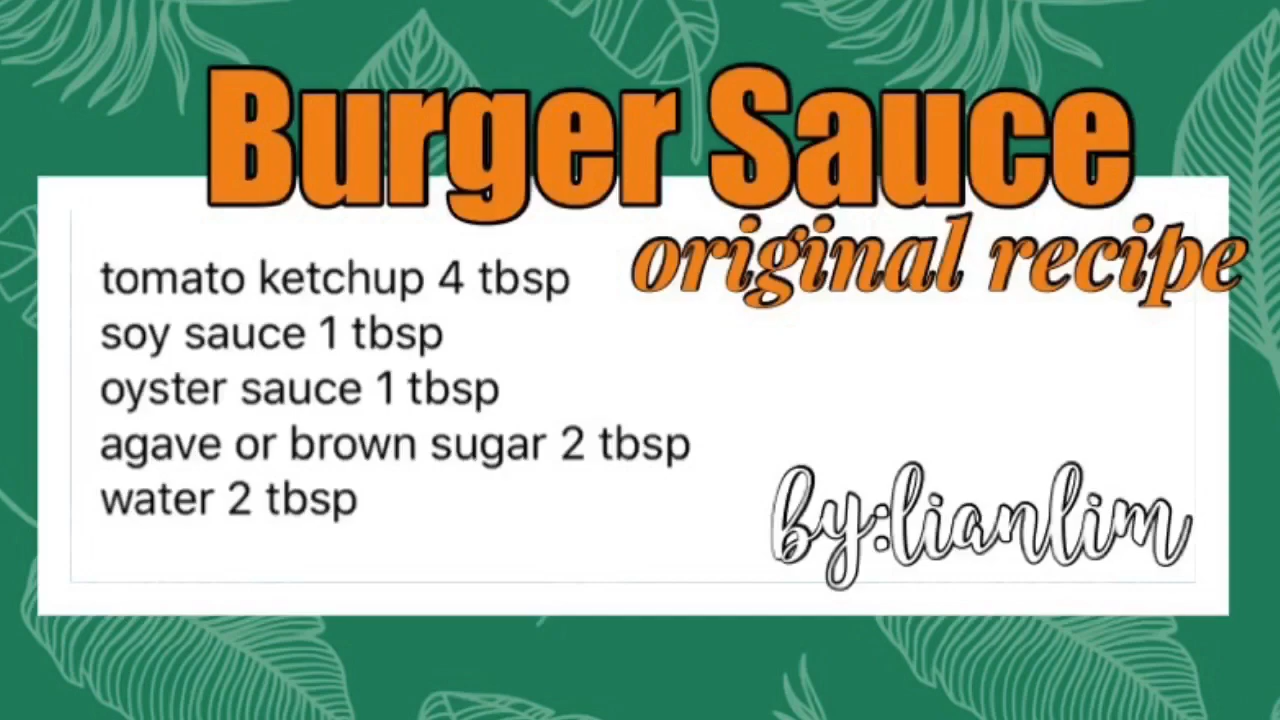 Burger Sauce
original recipe
tomato ketchup 4 tbsp
soy sauce 1 tbsp
oyster sauce 1 tbsp
agave or brown sugar 2 tbsp
water 2 tbsp
by:lianlim